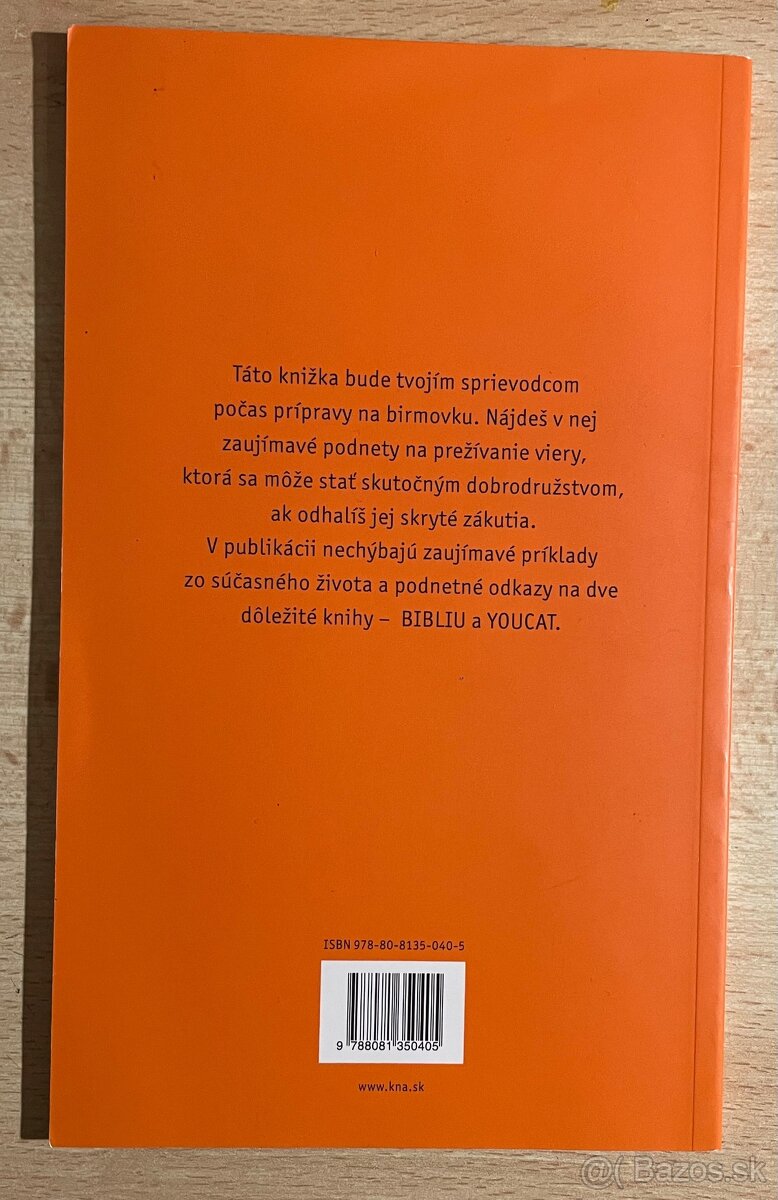 Táto knižka bude tvojím sprievodcom
počas prípravy na birmovku. Nájdeš v nej
zaujímavé podnety na prežívanie viery,
ktorá sa môže stať skutočným dobrodružstvom,
ak odhalíš jej skryté zákutia.
V publikácii nechýbajú zaujímavé príklady
zo súčasného života a podnetné odkazy na dve
dôležité knihy – BIBLIU a YOUCAT.
ISBN 978-80-8135-040-5
9 788081 350405
www.kna.sk
@( Bazos.sk